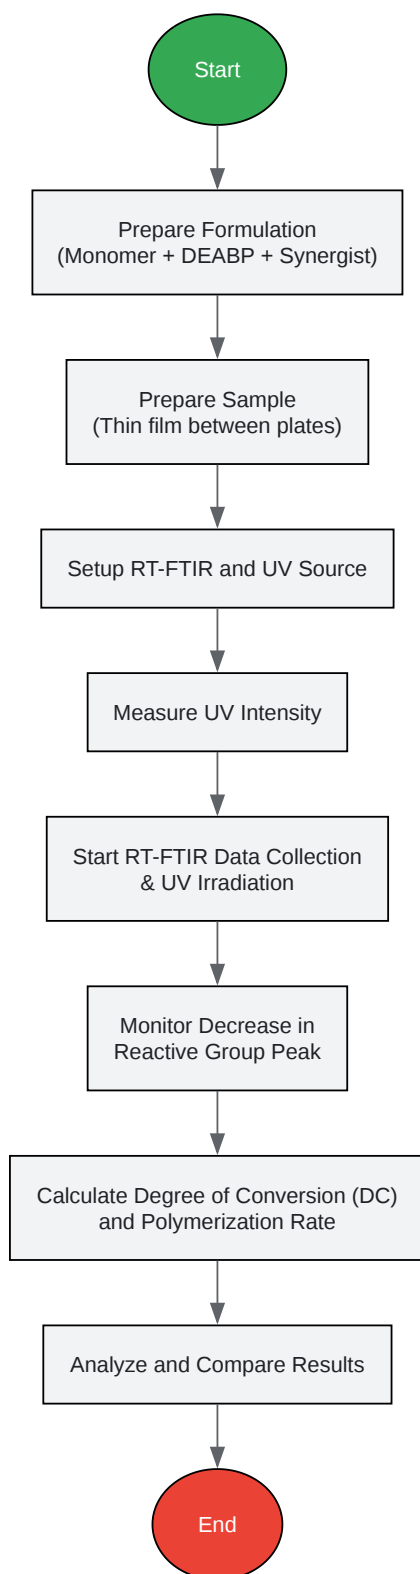 Start
Prepare Formulation
(Monomer + DEABP + Synergist)
Prepare Sample
(Thin film between plates)
Setup RT-FTIR and UV Source
Measure UV Intensity
Start RT-FTIR Data Collection
& UV Irradiation
Monitor Decrease in
Reactive Group Peak
Calculate Degree of Conversion (DC)
and Polymerization Rate
Analyze and Compare Results
End